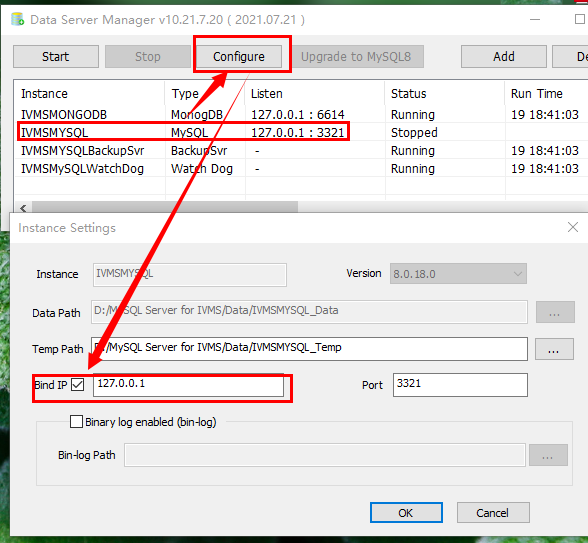 Data Server Manager v10.21.7.20 ( 2021.07.21 )
Start Stop Configure Upgrade to MySQL8 Add De
Instance Type Listen Status Run Time
IVMSMONGODB MonogDB 127.0.0.1 : 6614 Running 19 18:41:03
IVMSMYSQL MySQL 127.0.0.1 : 3321 Stopped
IVMSMYSQLBackupSvr BackupSvr - Running 19 18:41:03
IVMSMySQLWatchDog Watch Dog - Running 19 18:41:03
Instance Settings
Instance IVMSMYSQL Version 8.0.18.0
Data Path D:/MySQL Server for IVMS/Data/IVMSMYSQL_Data ...
Temp Path D:/MySQL Server for IVMS/Data/IVMSMYSQL_Temp ...
Bind IP 127.0.0.1 Port 3321
Binary log enabled (bin-log)
Bin-log Path ...
OK Cancel